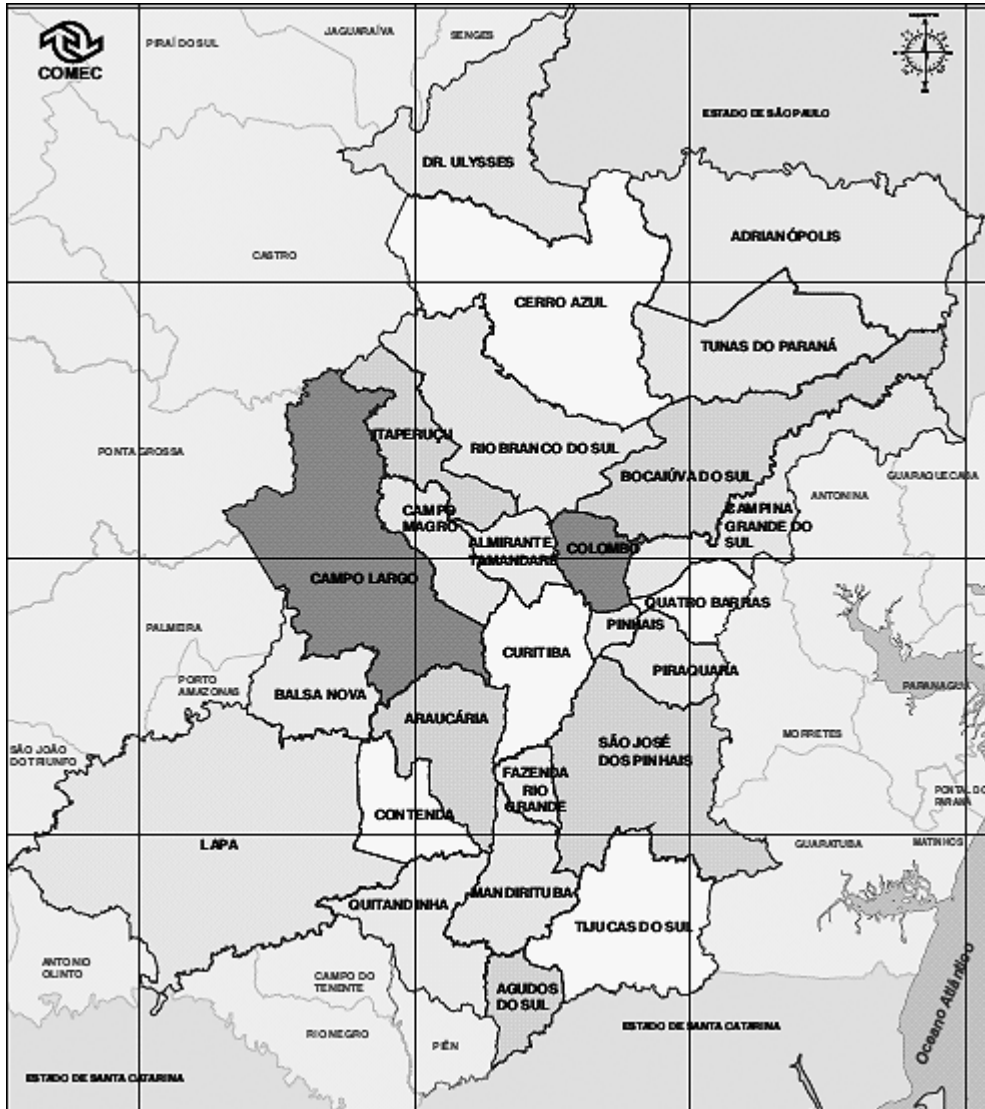 COMEC
PIRAÍ DO SUL
JAGUARAÍVA
SENGES
ESTADO DE SÃO PAULO
DR. ULYSSES
CASTRO
ADRIANÓPOLIS
CERRO AZUL
TUNAS DO PARANÁ
PONTA GROSSA
ITAPERUÇU
RIO BRANCO DO SUL
BOCAIÚVA DO SUL
ANTONINA
CAMPO
MAGRO
CAMPINA
GRANDE DO
SUL
ALMIRANTE
TAMANDARÉ
COLOMBO
CAMPO LARGO
QUATRO BARRAS
PALMEIRA
PINHAIS
CURITIBA
PIRAQUARA
PORTO
AMAZONAS
BALSA NOVA
PARANAGUA
ARAUCÁRIA
SÃO JOSÉ
DOS PINHAIS
MORRETES
SÃO JOÃO
DO TRIUNFO
FAZENDA
RIO
GRANDE
PONTAL DO
PARANÁ
CONTENDA
LAPA
GUARATUBA
MATINHOS
QUITANDINHA
MANDIRITUBA
TIJUCAS DO SUL
ANTONIO
OLINTO
CAMPO DO
TENENTE
AGUDOS
DO SUL
RIO NEGRO
PIÊN
ESTADO DE SANTA CATARINA
ESTADO DE SANTA CATARINA
Oceano Atlântico